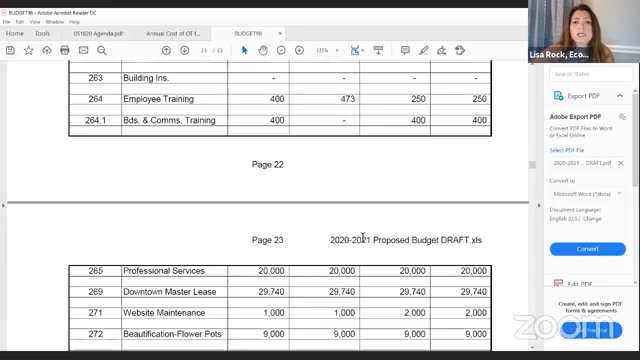 BUDGET96 - Adobe Acrobat Reader DC
File Edit View Window Help
051820 Agenda.pdf
Annual Cost of OT f
BUDGET96 ×
23 / 63
135%
Lisa Rock, Eco
263 Building Ins. - - - -
264 Employee Training 400 473 250 250
264.1 Bds. & Comms. Training 400 - 400 400
Page 22
Page 23 2020-2021 Proposed Budget DRAFT.xls
265 Professional Services 20,000 20,000 20,000 20,000
269 Downtown Master Lease 29,740 29,740 29,740 29,740
271 Website Maintenance 1,000 1,000 2,000 2,000
272 Beautification-Flower Pots 9,000 9,000 9,000 9,000
Export PDF
Adobe Export PDF
Convert PDF Files to Word
or Excel Online
Select PDF File
2020-2021 ... DRAFT.pdf ×
Convert to
Microsoft Word (*.docx)
Document Language:
English (U.S.) Change
Convert
Create, edit and sign PDF
forms & agreements
zoom